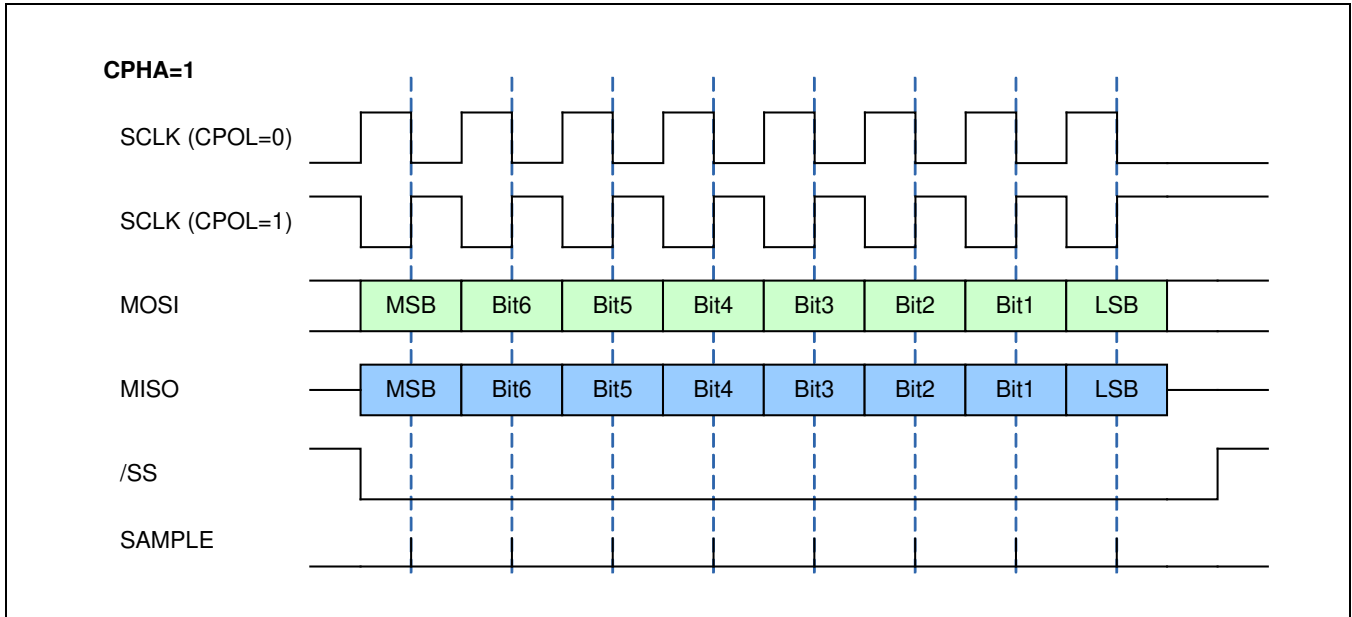 CPHA=1
SCLK (CPOL=0)
SCLK (CPOL=1)
MOSI MSB Bit6 Bit5 Bit4 Bit3 Bit2 Bit1 LSB
MISO MSB Bit6 Bit5 Bit4 Bit3 Bit2 Bit1 LSB
/SS
SAMPLE